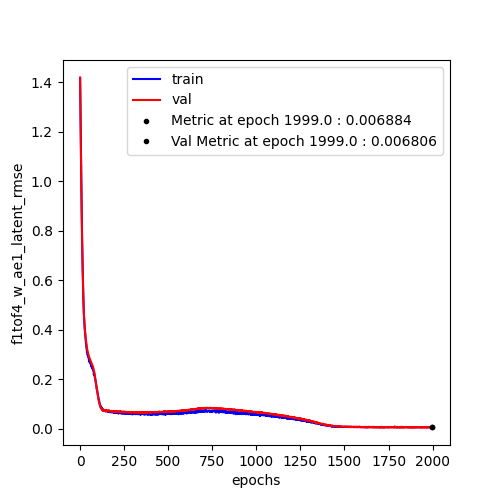 train
val
Metric at epoch 1999.0 : 0.006884
Val Metric at epoch 1999.0 : 0.006806
f1tof4_w_ae1_latent_rmse
1.4
1.2
1.0
0.8
0.6
0.4
0.2
0.0
0 250 500 750 1000 1250 1500 1750 2000
epochs